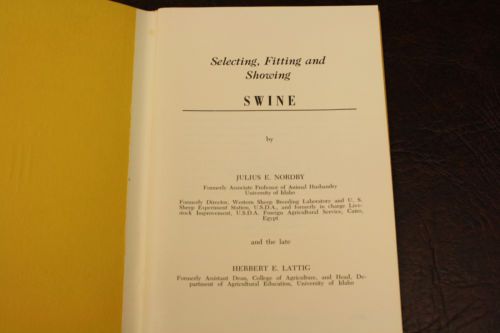 Selecting, Fitting and
Showing
SWINE
by
JULIUS E. NORDBY
Formerly Associate Professor of Animal Husbandry
University of Idaho
Formerly Director, Western Sheep Breeding Laboratory and U. S.
Sheep Experiment Station, U.S.D.A., and formerly in charge Live-
stock Improvement, U.S.D.A. Foreign Agricultural Service, Cairo,
Egypt
and the late
HERBERT E. LATTIG
Formerly Assistant Dean, College of Agriculture, and Head, De-
partment of Agricultural Education, University of Idaho